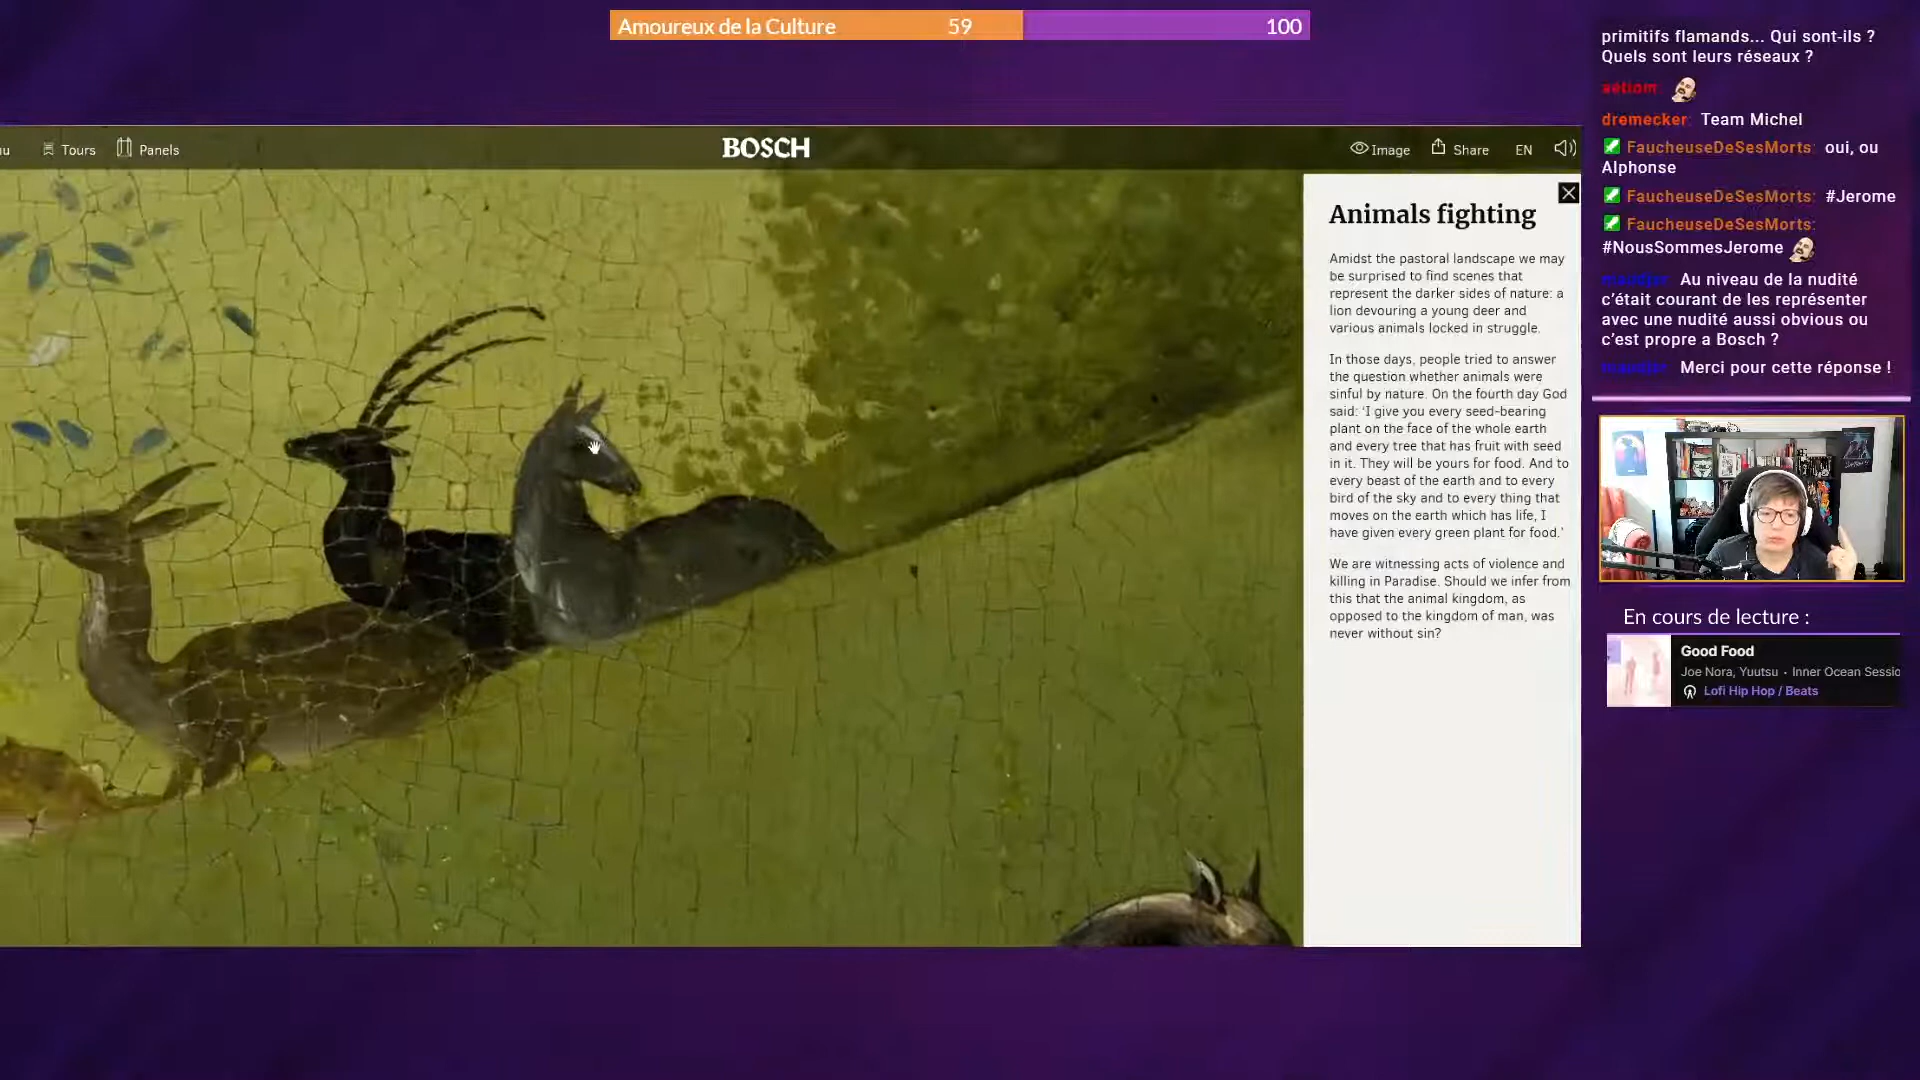 Amoureux de la Culture 59 100
Tours Panels
BOSCH
Image Share EN
Animals fighting
Amidst the pastoral landscape we may
be surprised to find scenes that
represent the darker sides of nature: a
lion devouring a young deer and
various animals locked in struggle.
In those days, people tried to answer
the question whether animals were
sinful by nature. On the fourth day God
said: ‘I give you every seed-bearing
plant on the face of the whole earth
and every tree that has fruit with seed
in it. They will be yours for food. And to
every beast of the earth and to every
bird of the sky and to every thing that
moves on the earth which has life, I
have given every green plant for food.’
We are witnessing acts of violence and
killing in Paradise. Should we infer from
this that the animal kingdom, as
opposed to the kingdom of man, was
never without sin?
primitifs flamands... Qui sont-ils ?
Quels sont leurs réseaux ?
aetiom:
dremecker: Team Michel
FaucheuseDeSesMorts: oui, ou
Alphonse
FaucheuseDeSesMorts: #Jerome
FaucheuseDeSesMorts:
#NousSommesJerome
Au niveau de la nudité
c’était courant de les représenter
avec une nudité aussi obvious ou
c’est propre a Bosch ?
Merci pour cette réponse !
En cours de lecture :
Good Food
Joe Nora, Yuutsu • Inner Ocean Sessio
Lofi Hip Hop / Beats